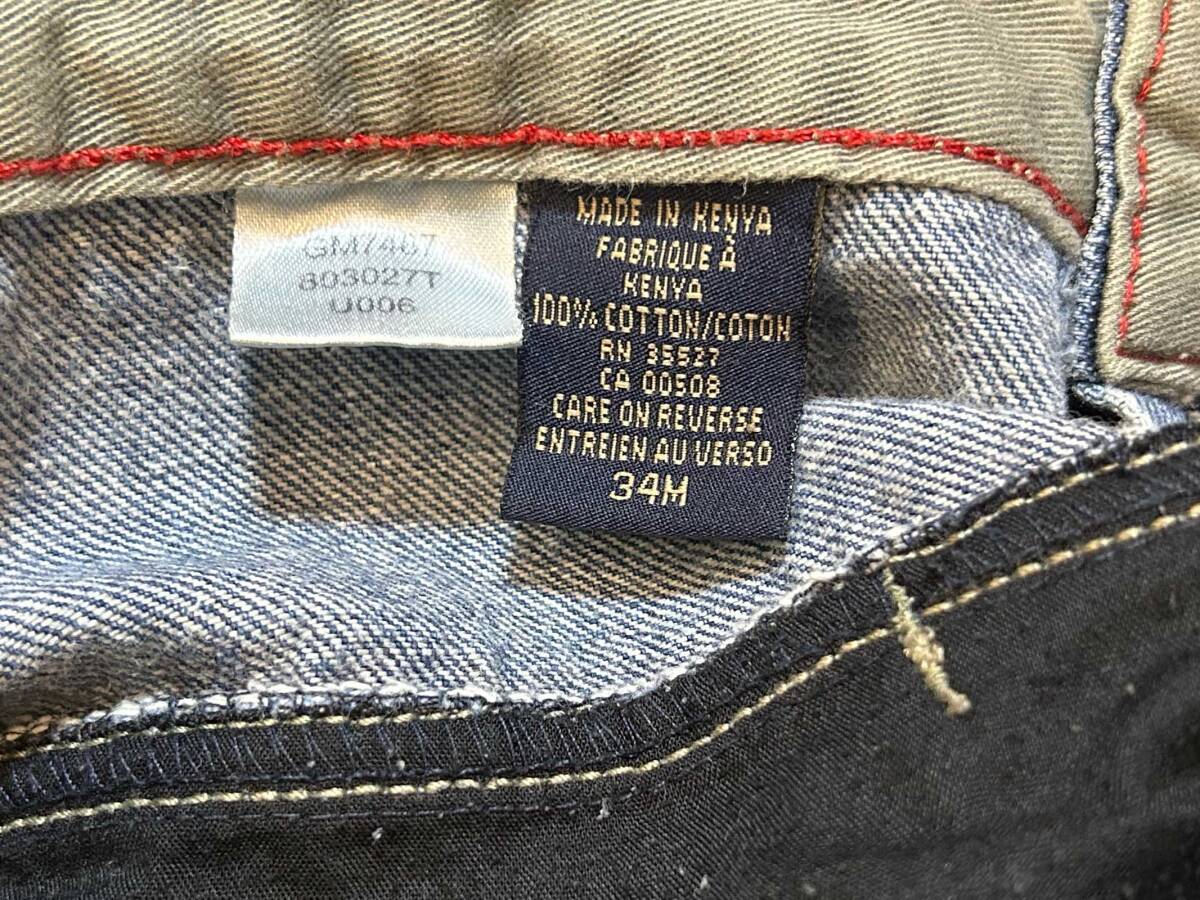 GM7467
803027T
U006
MADE IN KENYA
FABRIQUE À
KENYA
100% COTTON/COTON
RN 35527
CA 00508
CARE ON REVERSE
ENTREIEN AU VERSO
34M